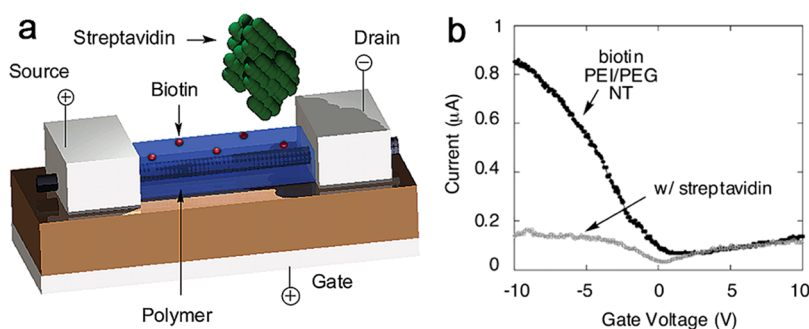 a
Streptavidin
Drain
Source
−
+
Biotin
Gate
+
Polymer
b
1
0.8
0.6
0.4
0.2
0
Current (μA)
biotin
PEI/PEG
NT
w/ streptavidin
-10
-5
0
5
10
Gate Voltage (V)